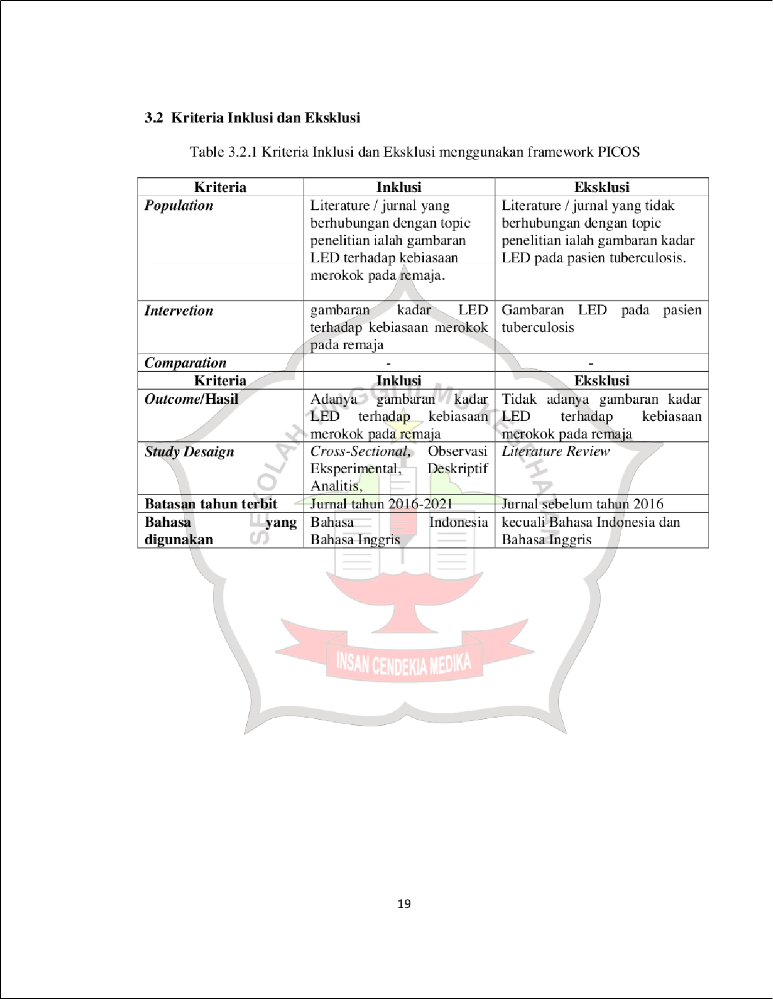 3.2 Kriteria Inklusi dan Eksklusi
Table 3.2.1 Kriteria Inklusi dan Eksklusi menggunakan framework PICOS
Kriteria Inklusi Eksklusi
Population
Literature / jurnal yang
berhubungan dengan topic
penelitian ialah gambaran
LED terhadap kebiasaan
merokok pada remaja.
Literature / jurnal yang tidak
berhubungan dengan topic
penelitian ialah gambaran kadar
LED pada pasien tuberculosis.
Intervetion
gambaran kadar LED
terhadap kebiasaan merokok
pada remaja
Gambaran LED pada pasien
tuberculosis
Comparation - -
Kriteria Inklusi Eksklusi
Outcome/Hasil
Adanya gambaran kadar
LED terhadap kebiasaan
merokok pada remaja
Tidak adanya gambaran kadar
LED terhadap kebiasaan
merokok pada remaja
Study Desaign
Cross-Sectional, Observasi
Eksperimental, Deskriptif
Analitis,
Literature Review
Batasan tahun terbit Jurnal tahun 2016-2021 Jurnal sebelum tahun 2016
Bahasa yang
digunakan
Bahasa Indonesia
Bahasa Inggris
kecuali Bahasa Indonesia dan
Bahasa Inggris
SEKOLAH TINGGI ILMU KESEHATAN
INSAN CENDEKIA MEDIKA
19